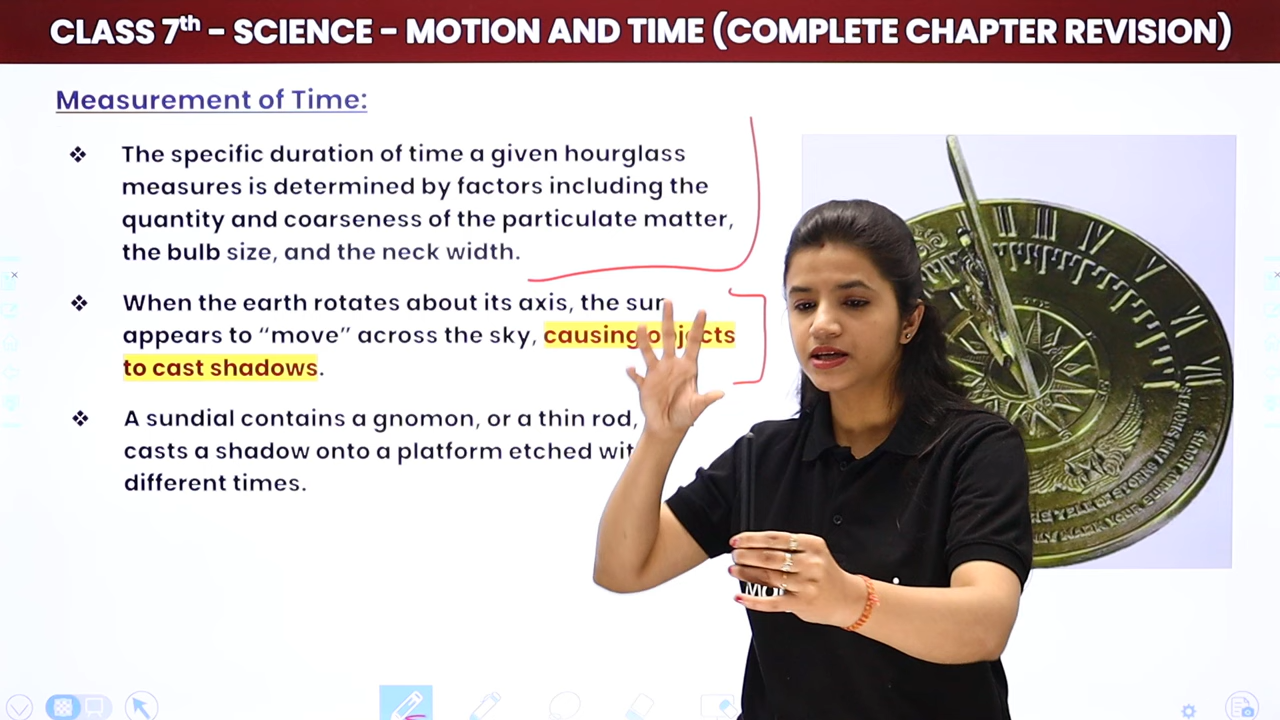 CLASS 7th – SCIENCE – MOTION AND TIME (COMPLETE CHAPTER REVISION)
Measurement of Time:
❖ The specific duration of time a given hourglass
measures is determined by factors including the
quantity and coarseness of the particulate matter,
the bulb size, and the neck width.
❖ When the earth rotates about its axis, the sun
appears to “move” across the sky, causing objects
to cast shadows.
❖ A sundial contains a gnomon, or a thin rod,
casts a shadow onto a platform etched
different times.